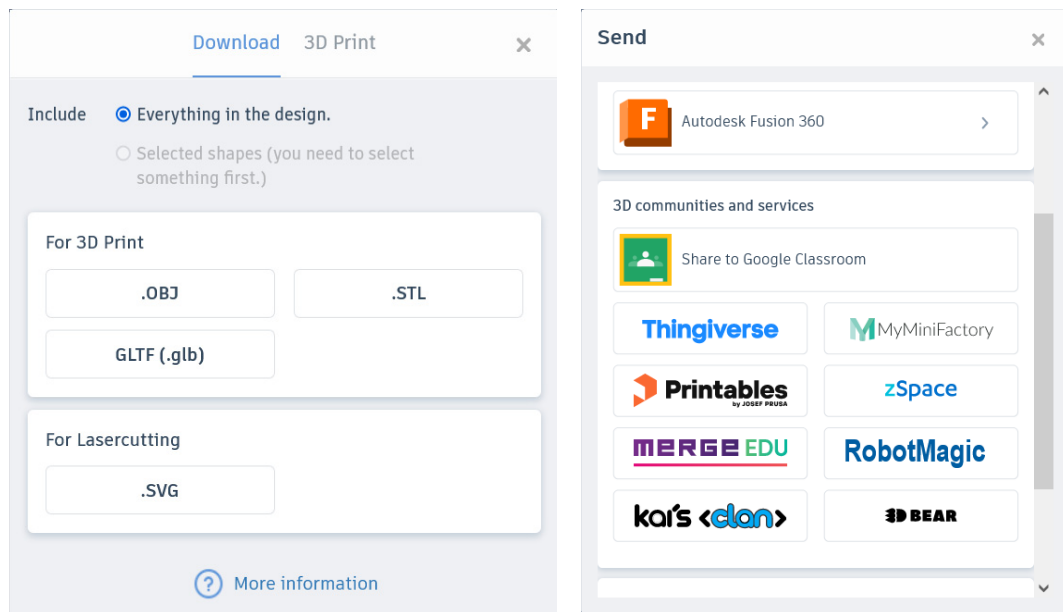 Download 3D Print
Include Everything in the design.
Selected shapes (you need to select
something first.)
For 3D Print
.OBJ .STL
GLTF (.glb)
For Lasercutting
.SVG
? More information
Send
F Autodesk Fusion 360
3D communities and services
Share to Google Classroom
Thingiverse MyMiniFactory
Printables zSpace
by JOSEF PRUSA
MERGE EDU RobotMagic
kai's <clan> 3D BEAR